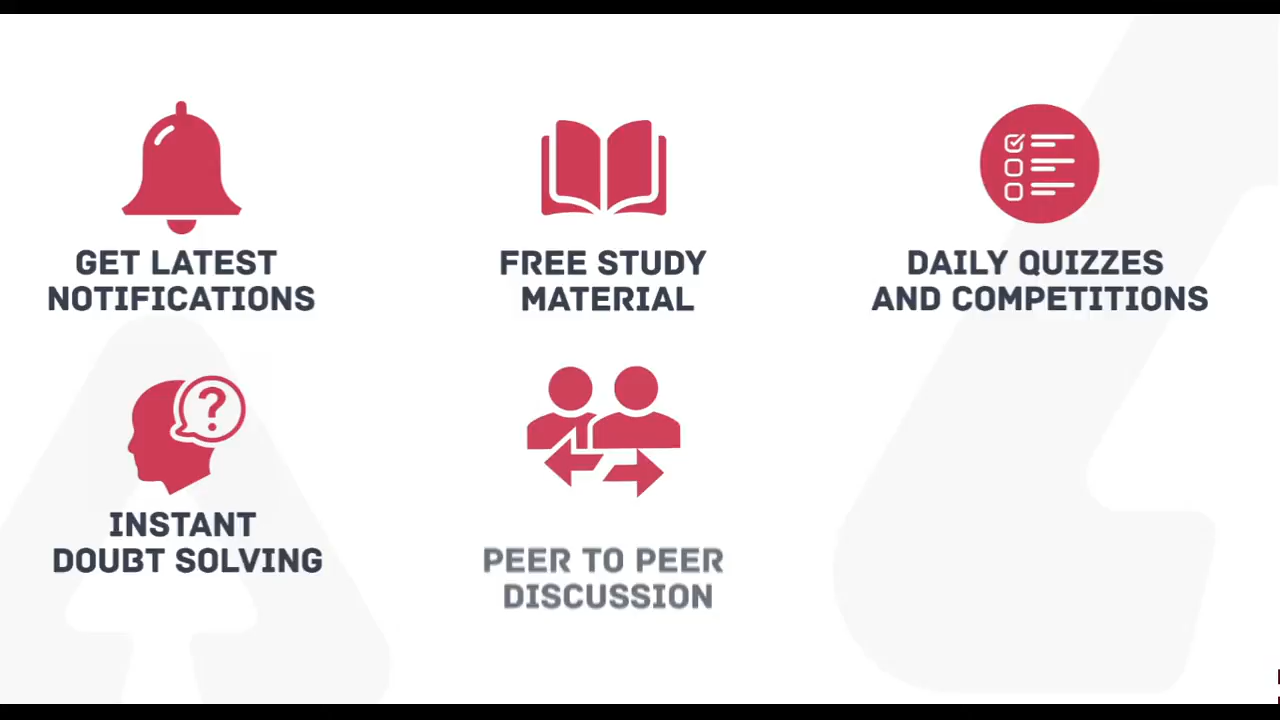 GET LATEST
NOTIFICATIONS
FREE STUDY
MATERIAL
DAILY QUIZZES
AND COMPETITIONS
?
INSTANT
DOUBT SOLVING
PEER TO PEER
DISCUSSION